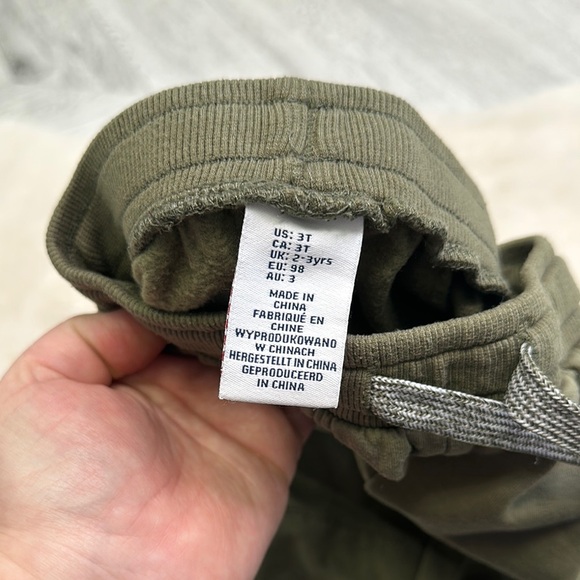 US: 3T
CA: 3T
UK: 2-3yrs
EU: 98
AU: 3
MADE IN
CHINA
FABRIQUÉ EN
CHINE
WYPRODUKOWANO
W CHINACH
HERGESTELLT IN CHINA
GEPRODUCEERD
IN CHINA